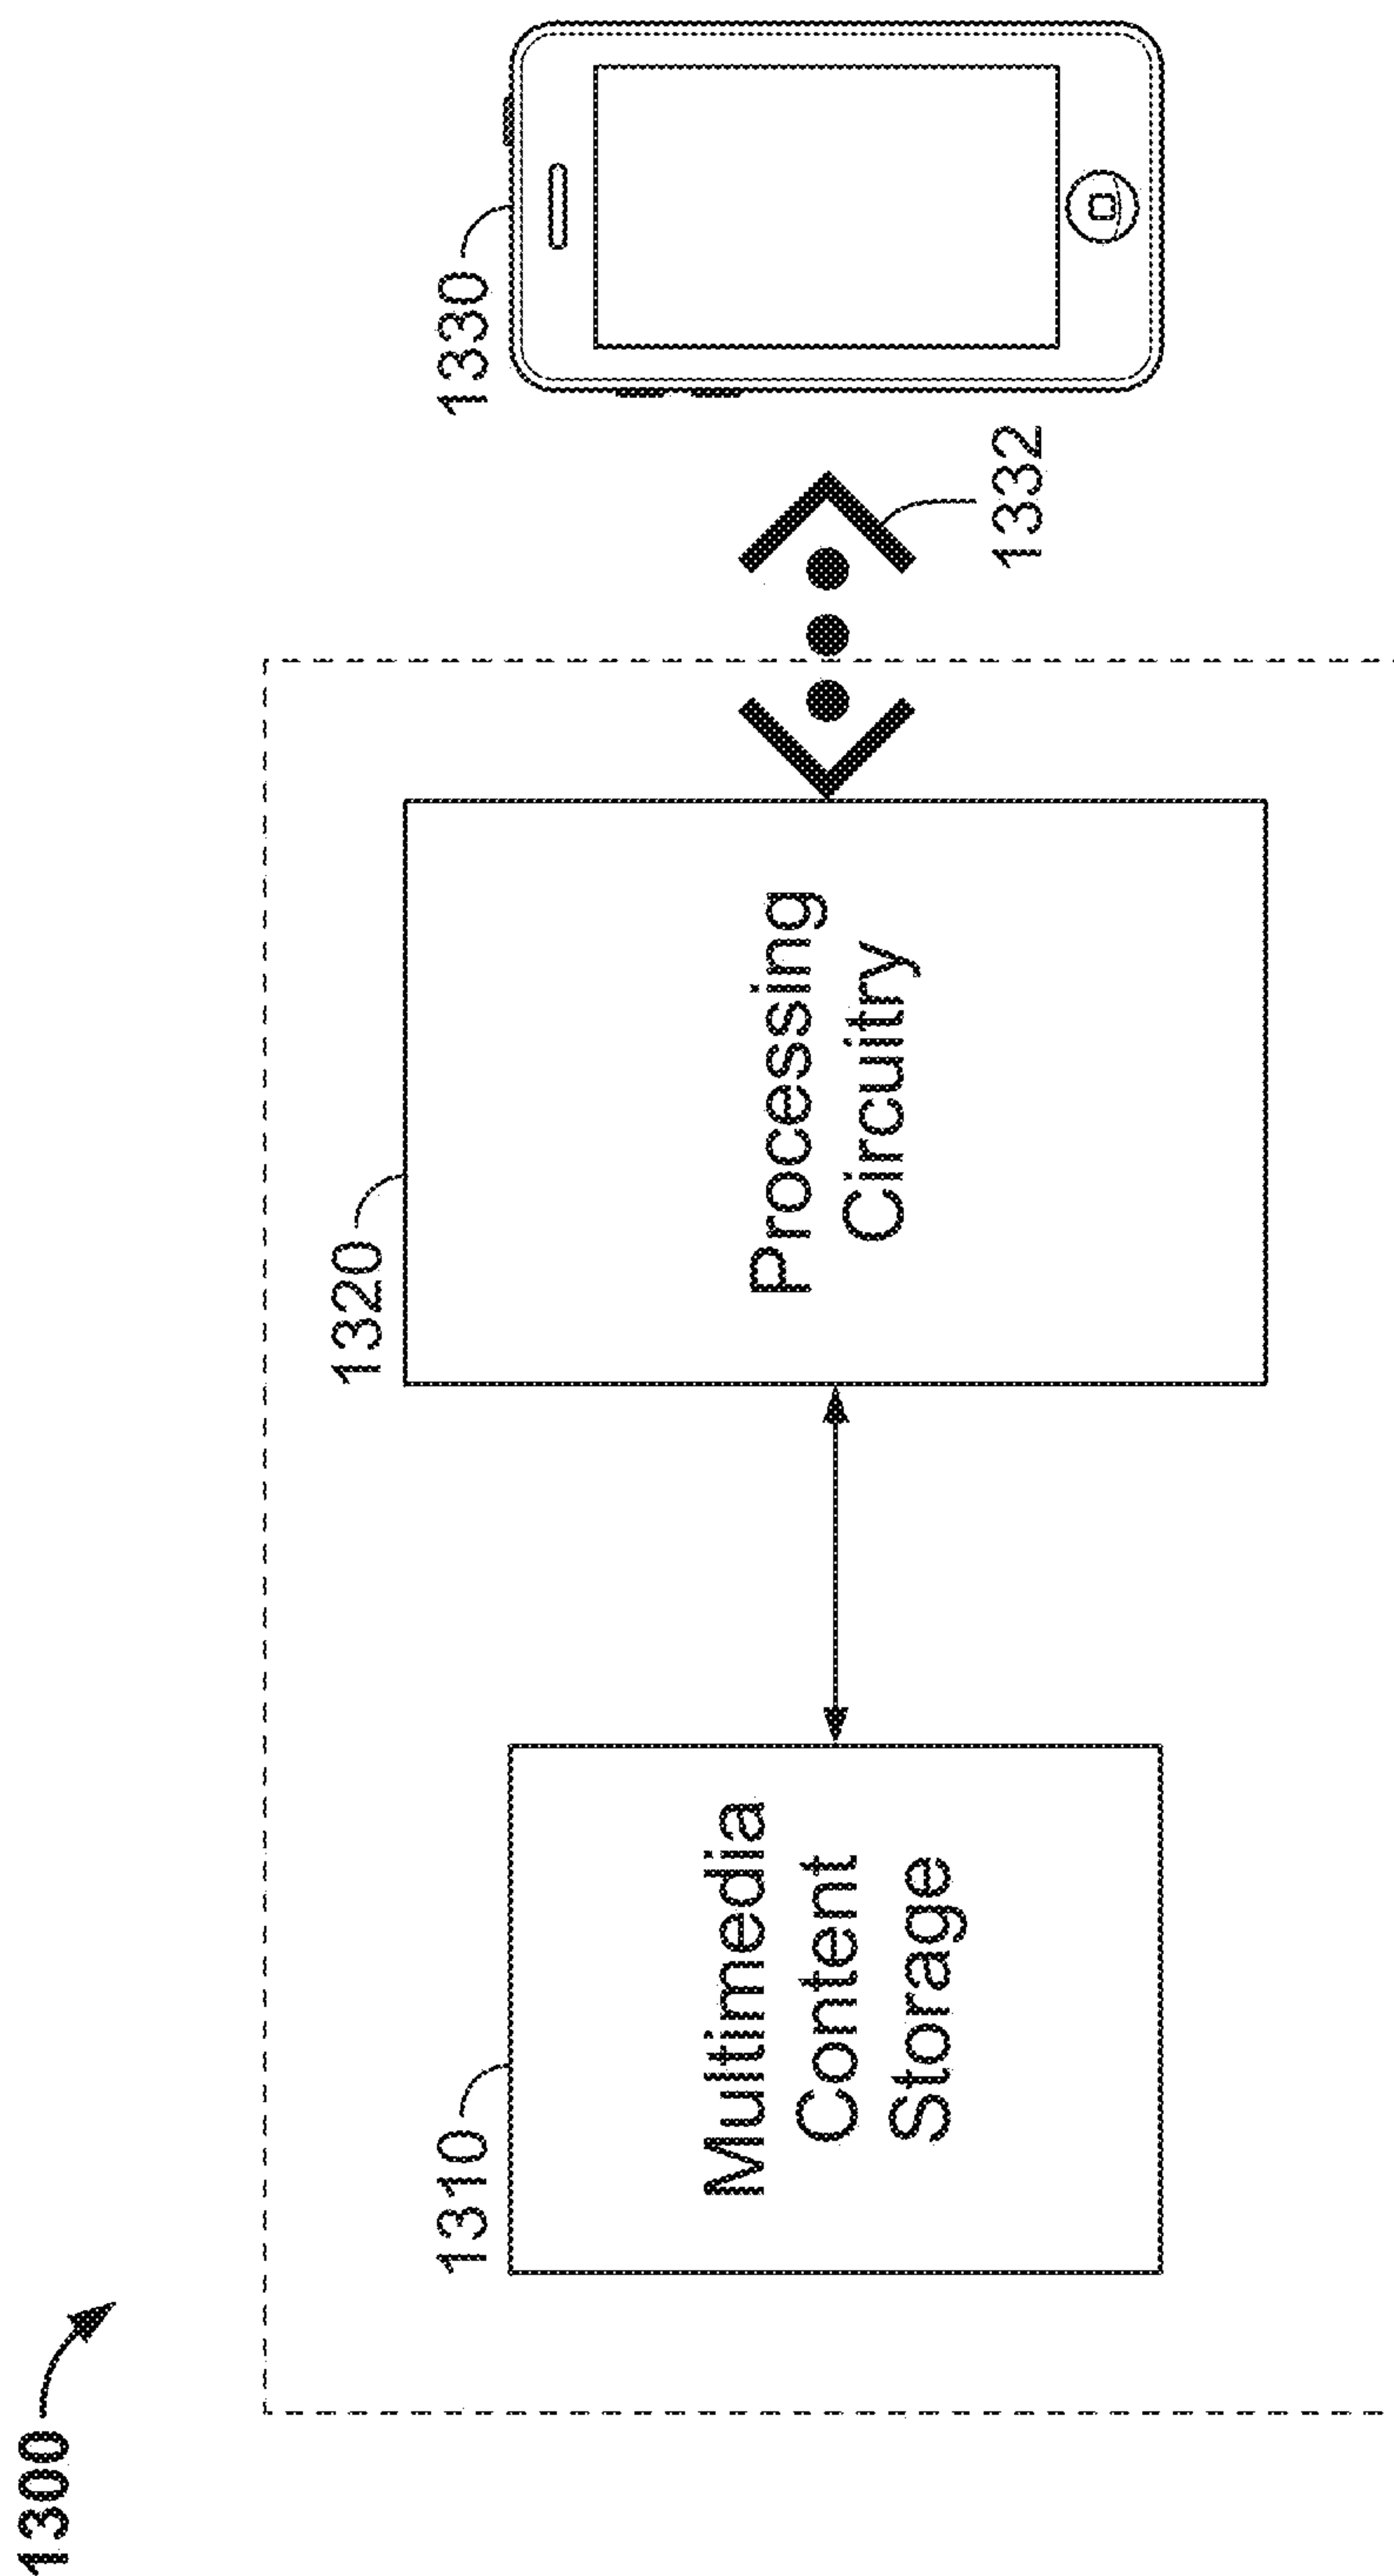 1300
1310
Multimedia
Content
Storage
1320
Processing
Circuitry
1330
1332